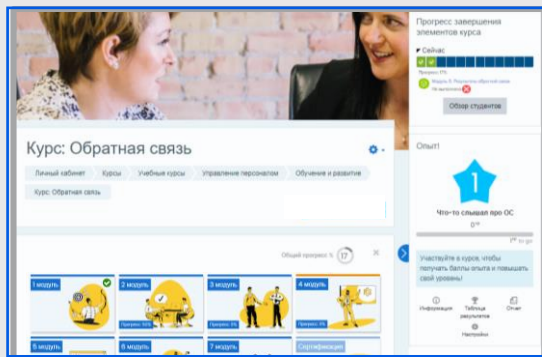 Курс: Обратная связь
Личный кабинет
Курсы
Учебные курсы
Управление персоналом
Обучение и развитие
Курс: Обратная связь
Общий прогресс %
17
1 модуль
2 модуль
3 модуль
4 модуль
5 модуль
6 модуль
7 модуль
Сертификация
Прогресс завершения
элементов курса
Сейчас
Обзор студентов
Опыт!
1
Что-то слышал про ОС
to go
Участвуйте в курсе, чтобы
получать баллы опыта и повышать
свой уровень!
Информация
Таблица
результатов
Отчет
Настройки